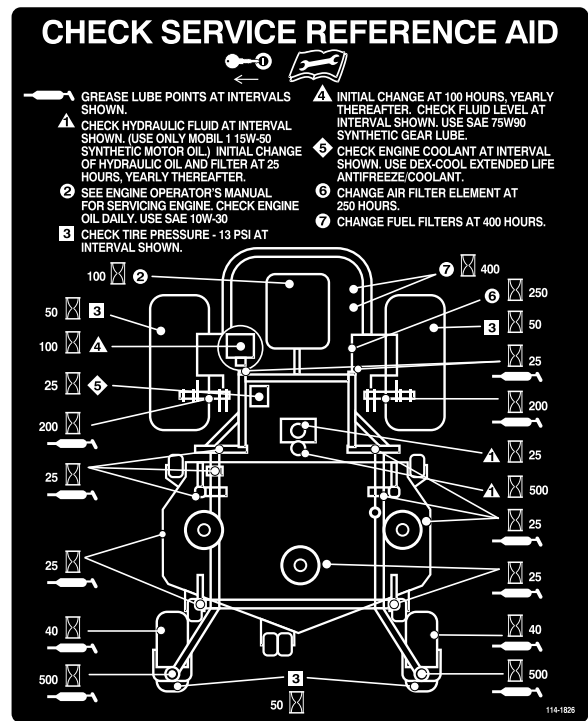 CHECK SERVICE REFERENCE AID
GREASE LUBE POINTS AT INTERVALS
SHOWN.
1 CHECK HYDRAULIC FLUID AT INTERVAL
SHOWN. (USE ONLY MOBIL 1 15W-50
SYNTHETIC MOTOR OIL.) INITIAL CHANGE
OF HYDRAULIC OIL AND FILTER AT 25
HOURS, YEARLY THEREAFTER.
2 SEE ENGINE OPERATOR'S MANUAL
FOR SERVICING ENGINE. CHECK ENGINE
OIL DAILY. USE SAE 10W-30
3 CHECK TIRE PRESSURE - 13 PSI AT
INTERVAL SHOWN.
4 INITIAL CHANGE AT 100 HOURS, YEARLY
THEREAFTER. CHECK FLUID LEVEL AT
INTERVAL SHOWN. USE SAE 75W90
SYNTHETIC GEAR LUBE.
5 CHECK ENGINE COOLANT AT INTERVAL
SHOWN. USE DEX-COOL EXTENDED LIFE
ANTIFREEZE/COOLANT.
6 CHANGE AIR FILTER ELEMENT AT
250 HOURS.
7 CHANGE FUEL FILTERS AT 400 HOURS.
100 2
7 400
6 250
50 3
3 50
100 4
25
25 5
200
200
1 25
25
1 500
25
25
25
40
40
500
500
3
50
114-1826